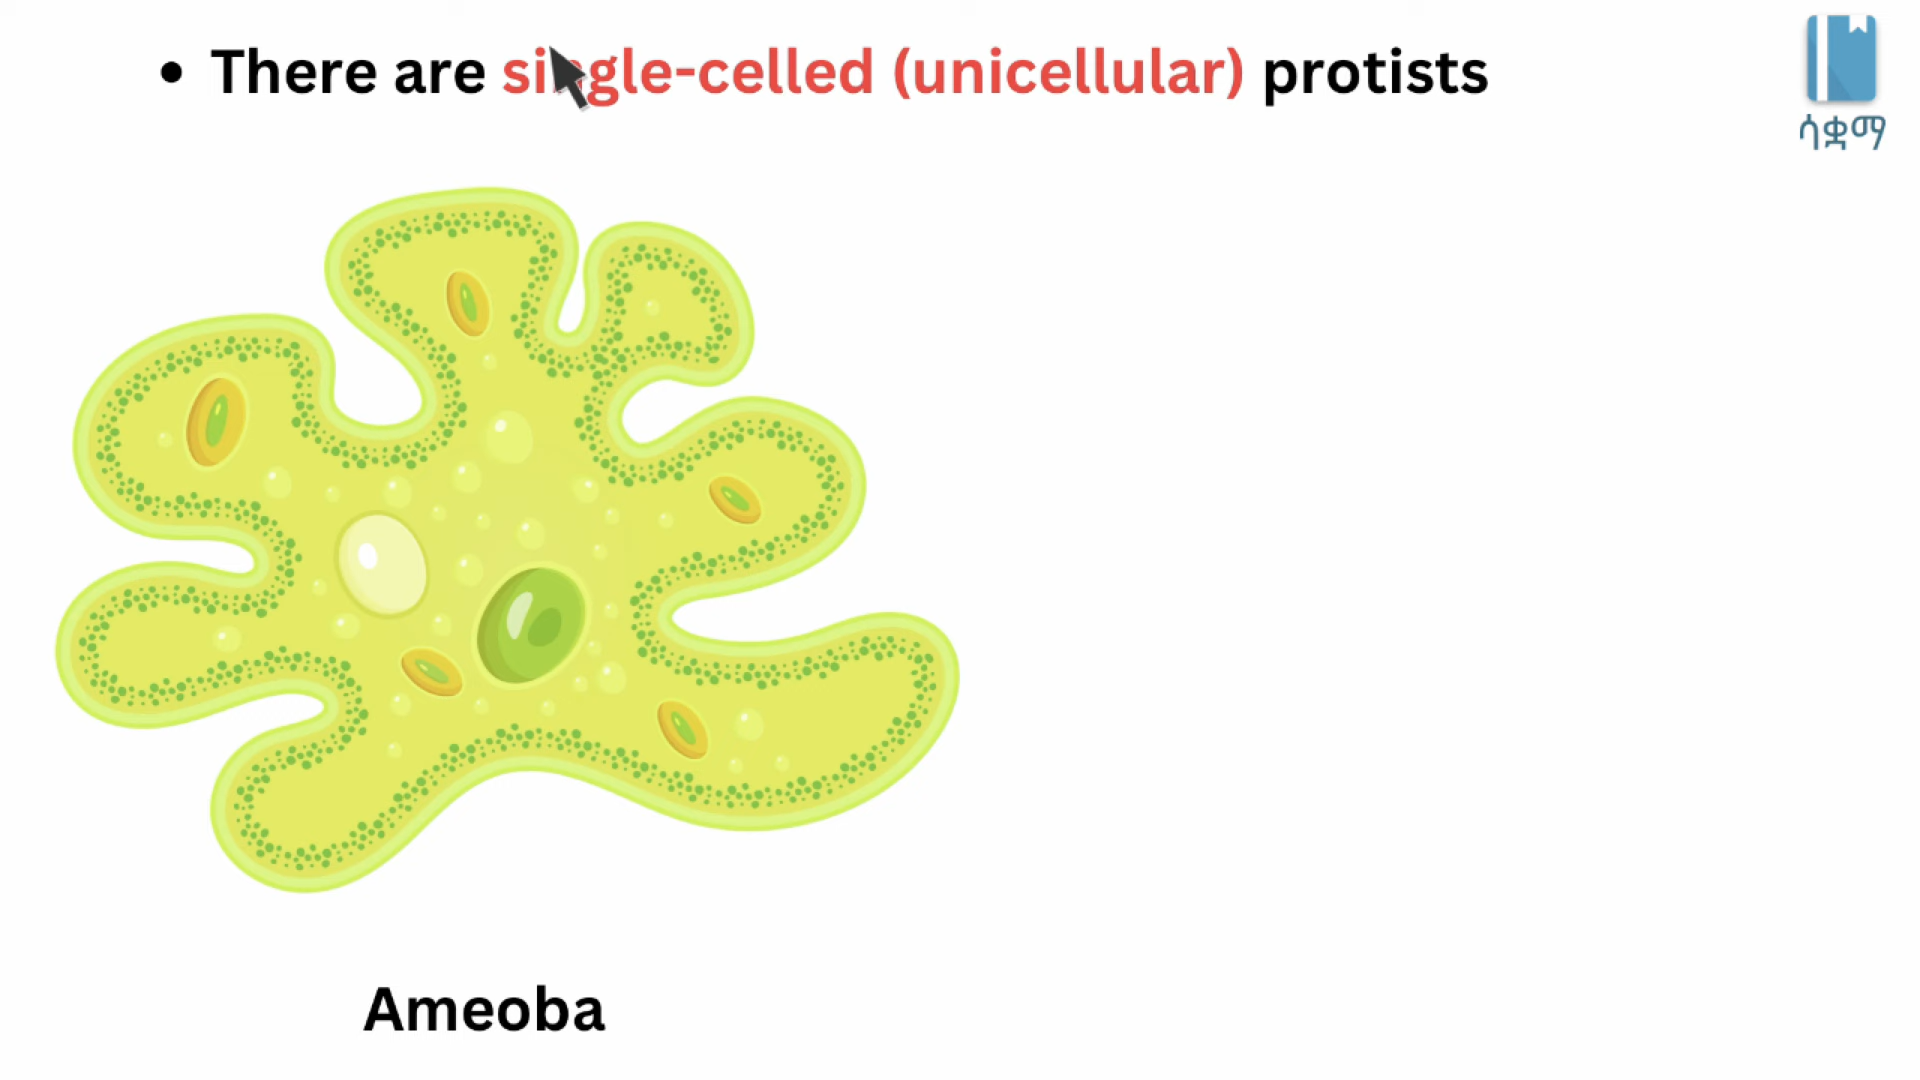 • There are single-celled (unicellular) protists
ሳቋማ
Ameoba